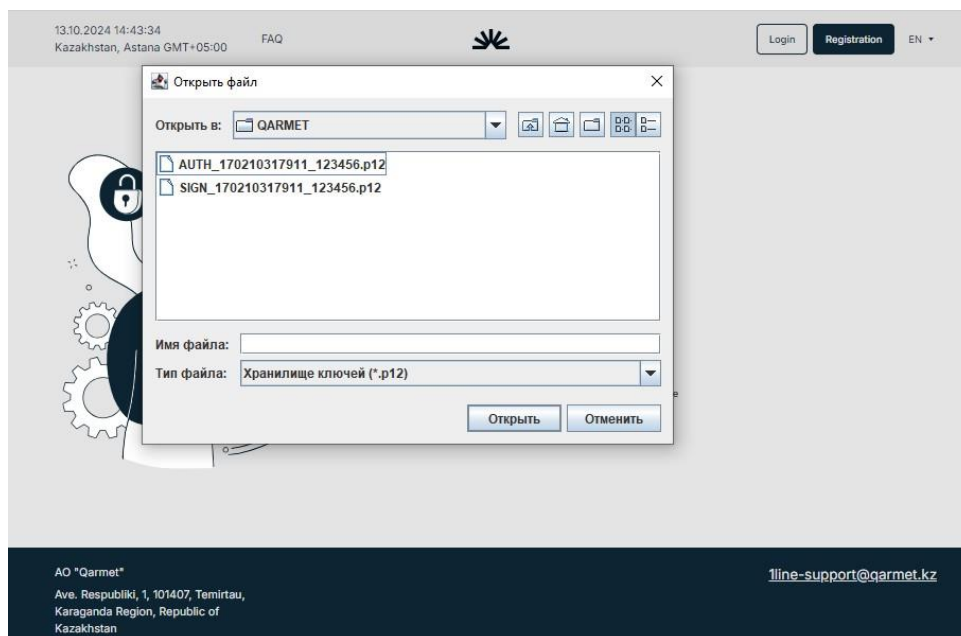 13.10.2024 14:43:34
Kazakhstan, Astana GMT+05:00
FAQ
Login
Registration
EN
Открыть файл
Открыть в:
QARMET
AUTH_170210317911_123456.p12
SIGN_170210317911_123456.p12
Имя файла:
Тип файла:
Хранилище ключей (*.p12)
Открыть
Отменить
e
АО "Qarmet"
Ave. Respubliki, 1, 101407, Temirtau,
Karaganda Region, Republic of
Kazakhstan
1line-support@qarmet.kz